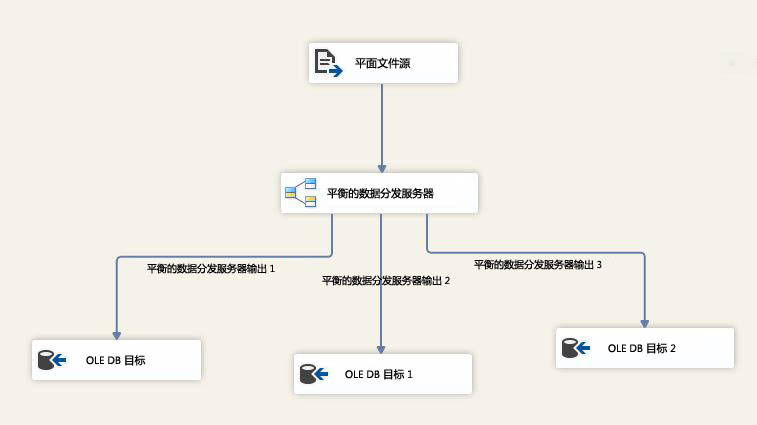 平面文件源
平衡的数据分发服务器
平衡的数据分发服务器输出 1
平衡的数据分发服务器输出 2
平衡的数据分发服务器输出 3
OLE DB 目标
OLE DB 目标 1
OLE DB 目标 2